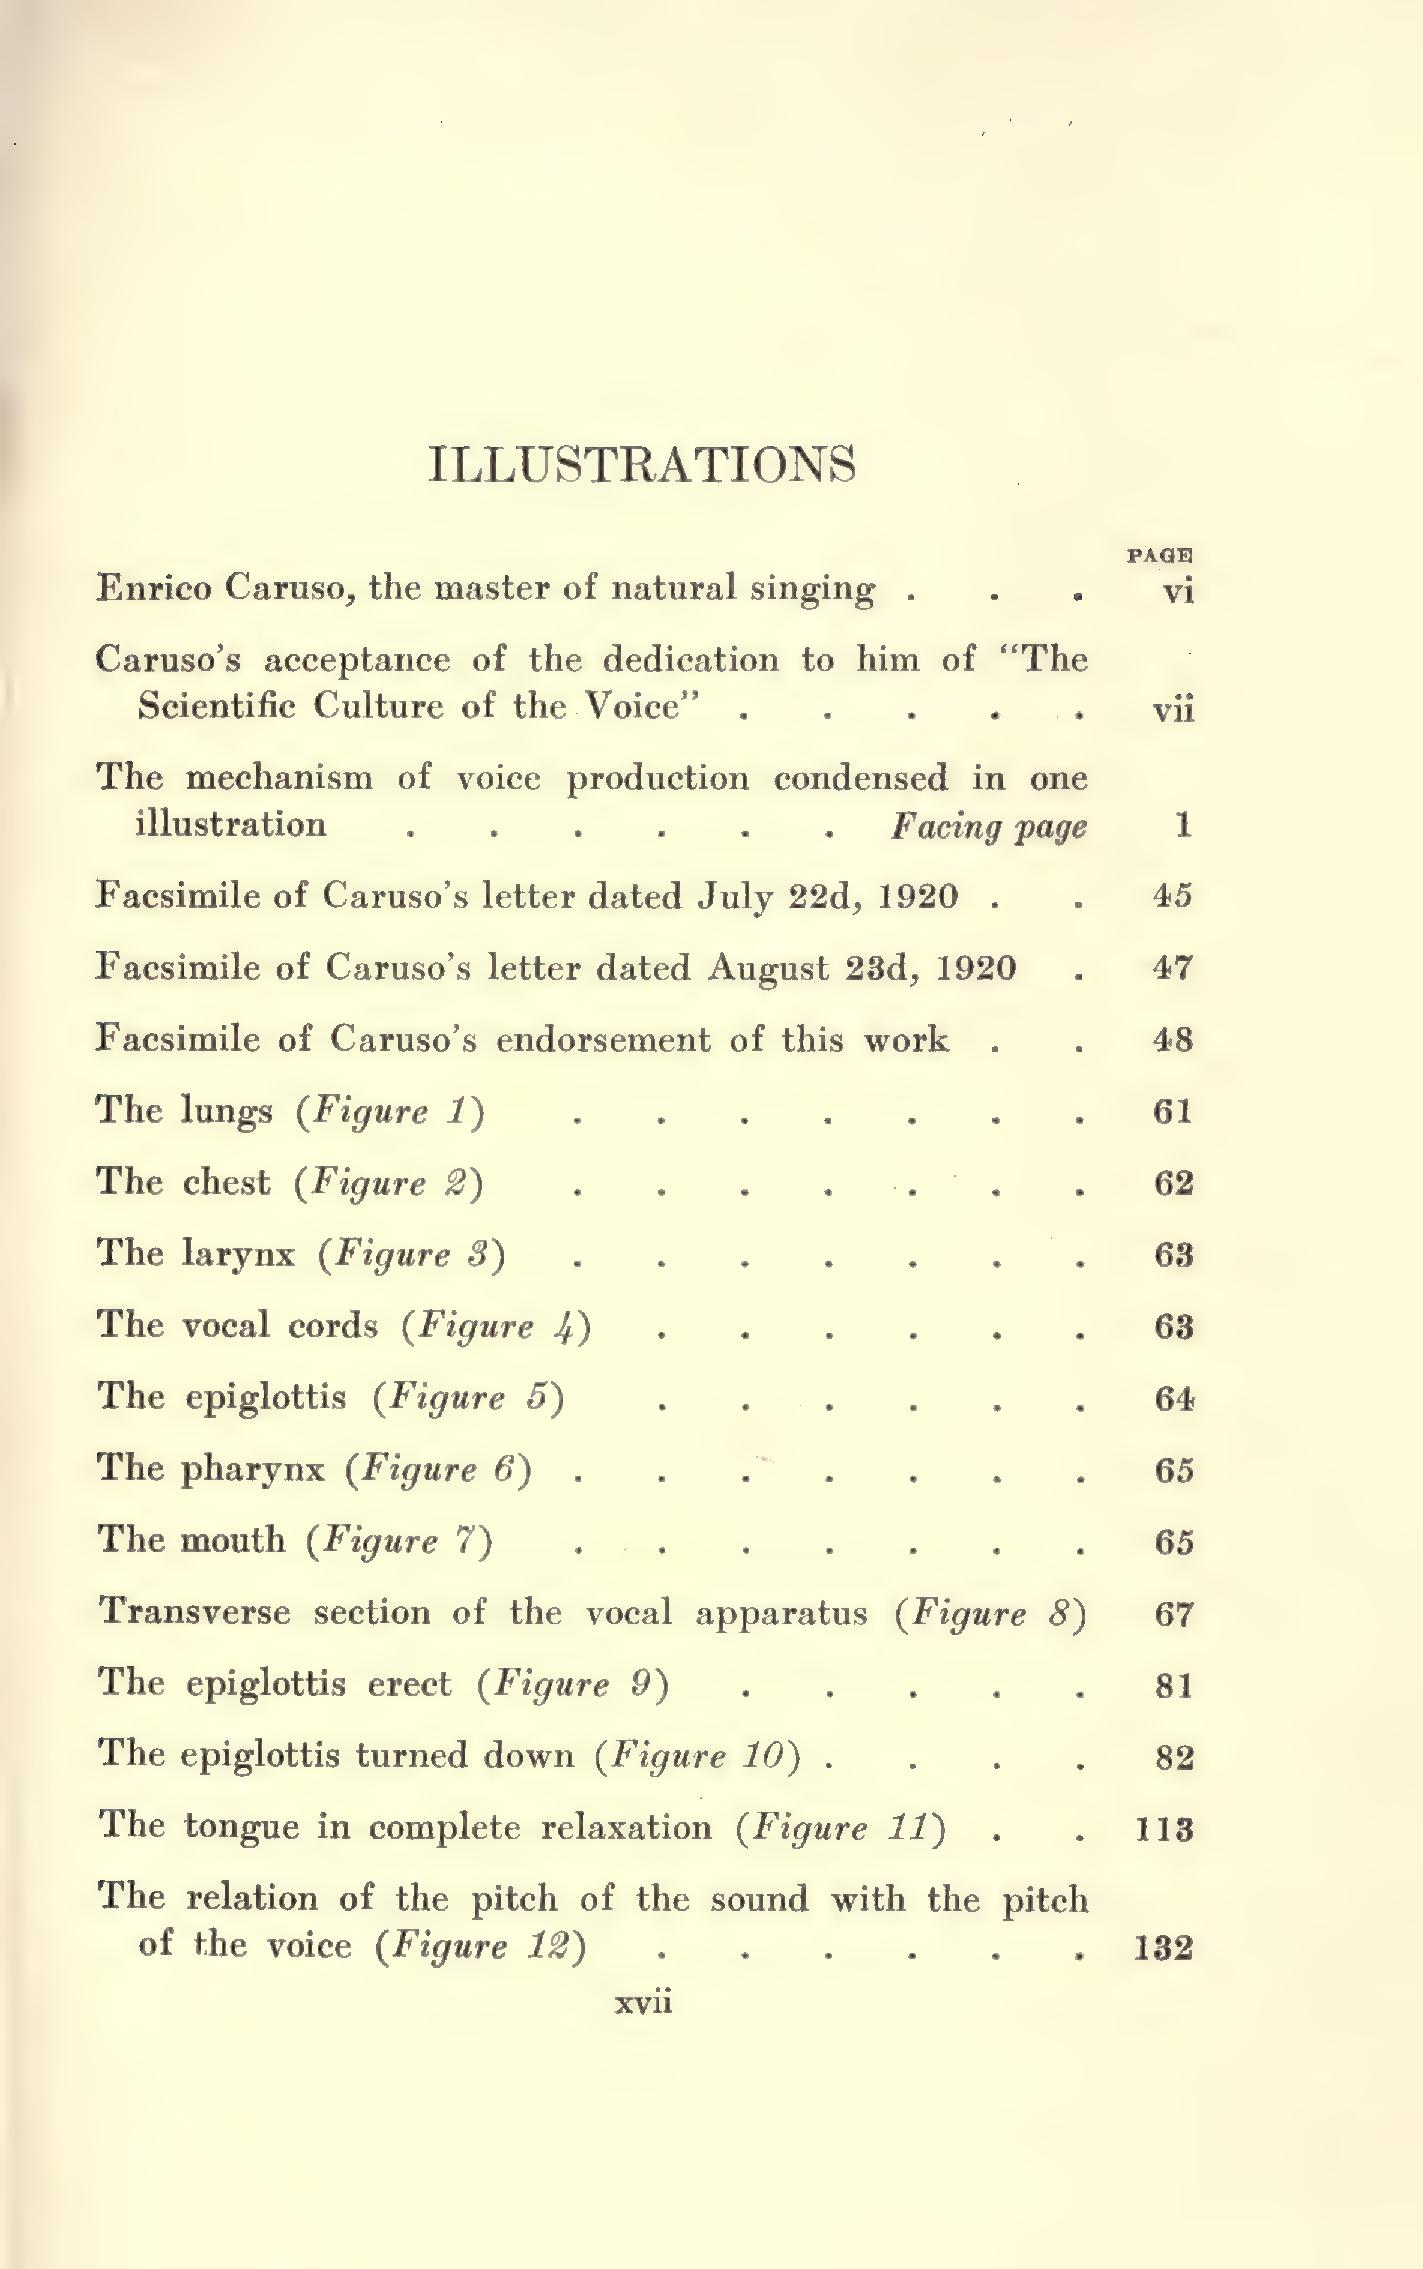 ILLUSTRATIONS
PAGE
Enrico Caruso, the master of natural singing . . . vi
Caruso's acceptance of the dedication to him of "The
Scientific Culture of the Voice" . . . . . vii
The mechanism of voice production condensed in one
illustration . . . . . . Facing page 1
Facsimile of Caruso's letter dated July 22d, 1920 . . 45
Facsimile of Caruso's letter dated August 23d, 1920 . 47
Facsimile of Caruso's endorsement of this work . . 48
The lungs (Figure 1) . . . . . . . 61
The chest (Figure 2) . . . . . . . 62
The larynx (Figure 3) . . . . . . . 63
The vocal cords (Figure 4) . . . . . . 63
The epiglottis (Figure 5) . . . . . . 64
The pharynx (Figure 6) . . . . . . . 65
The mouth (Figure 7) . . . . . . . 65
Transverse section of the vocal apparatus (Figure 8) 67
The epiglottis erect (Figure 9) . . . . . 81
The epiglottis turned down (Figure 10) . . . . 82
The tongue in complete relaxation (Figure 11) . . 113
The relation of the pitch of the sound with the pitch
of the voice (Figure 12) . . . . . . 132
xvii